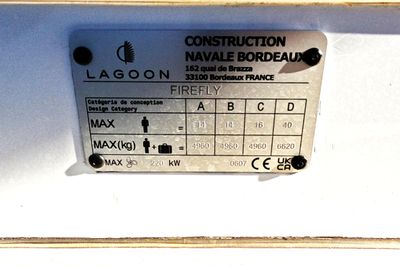 LAGOON
CONSTRUCTION
NAVALE BORDEAUX
162 quai de Brazza
33100 Bordeaux FRANCE
FIREFLY
Catégorie de conception
Design Category
A B C D
MAX = 14 14 16 40
MAX(kg) + = 4960 4960 4960 6620
MAX 220 kW 0607 CE UK CA